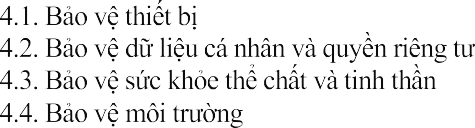 4.1. Bảo vệ thiết bị
4.2. Bảo vệ dữ liệu cá nhân và quyền riêng tư
4.3. Bảo vệ sức khỏe thể chất và tinh thần
4.4. Bảo vệ môi trường